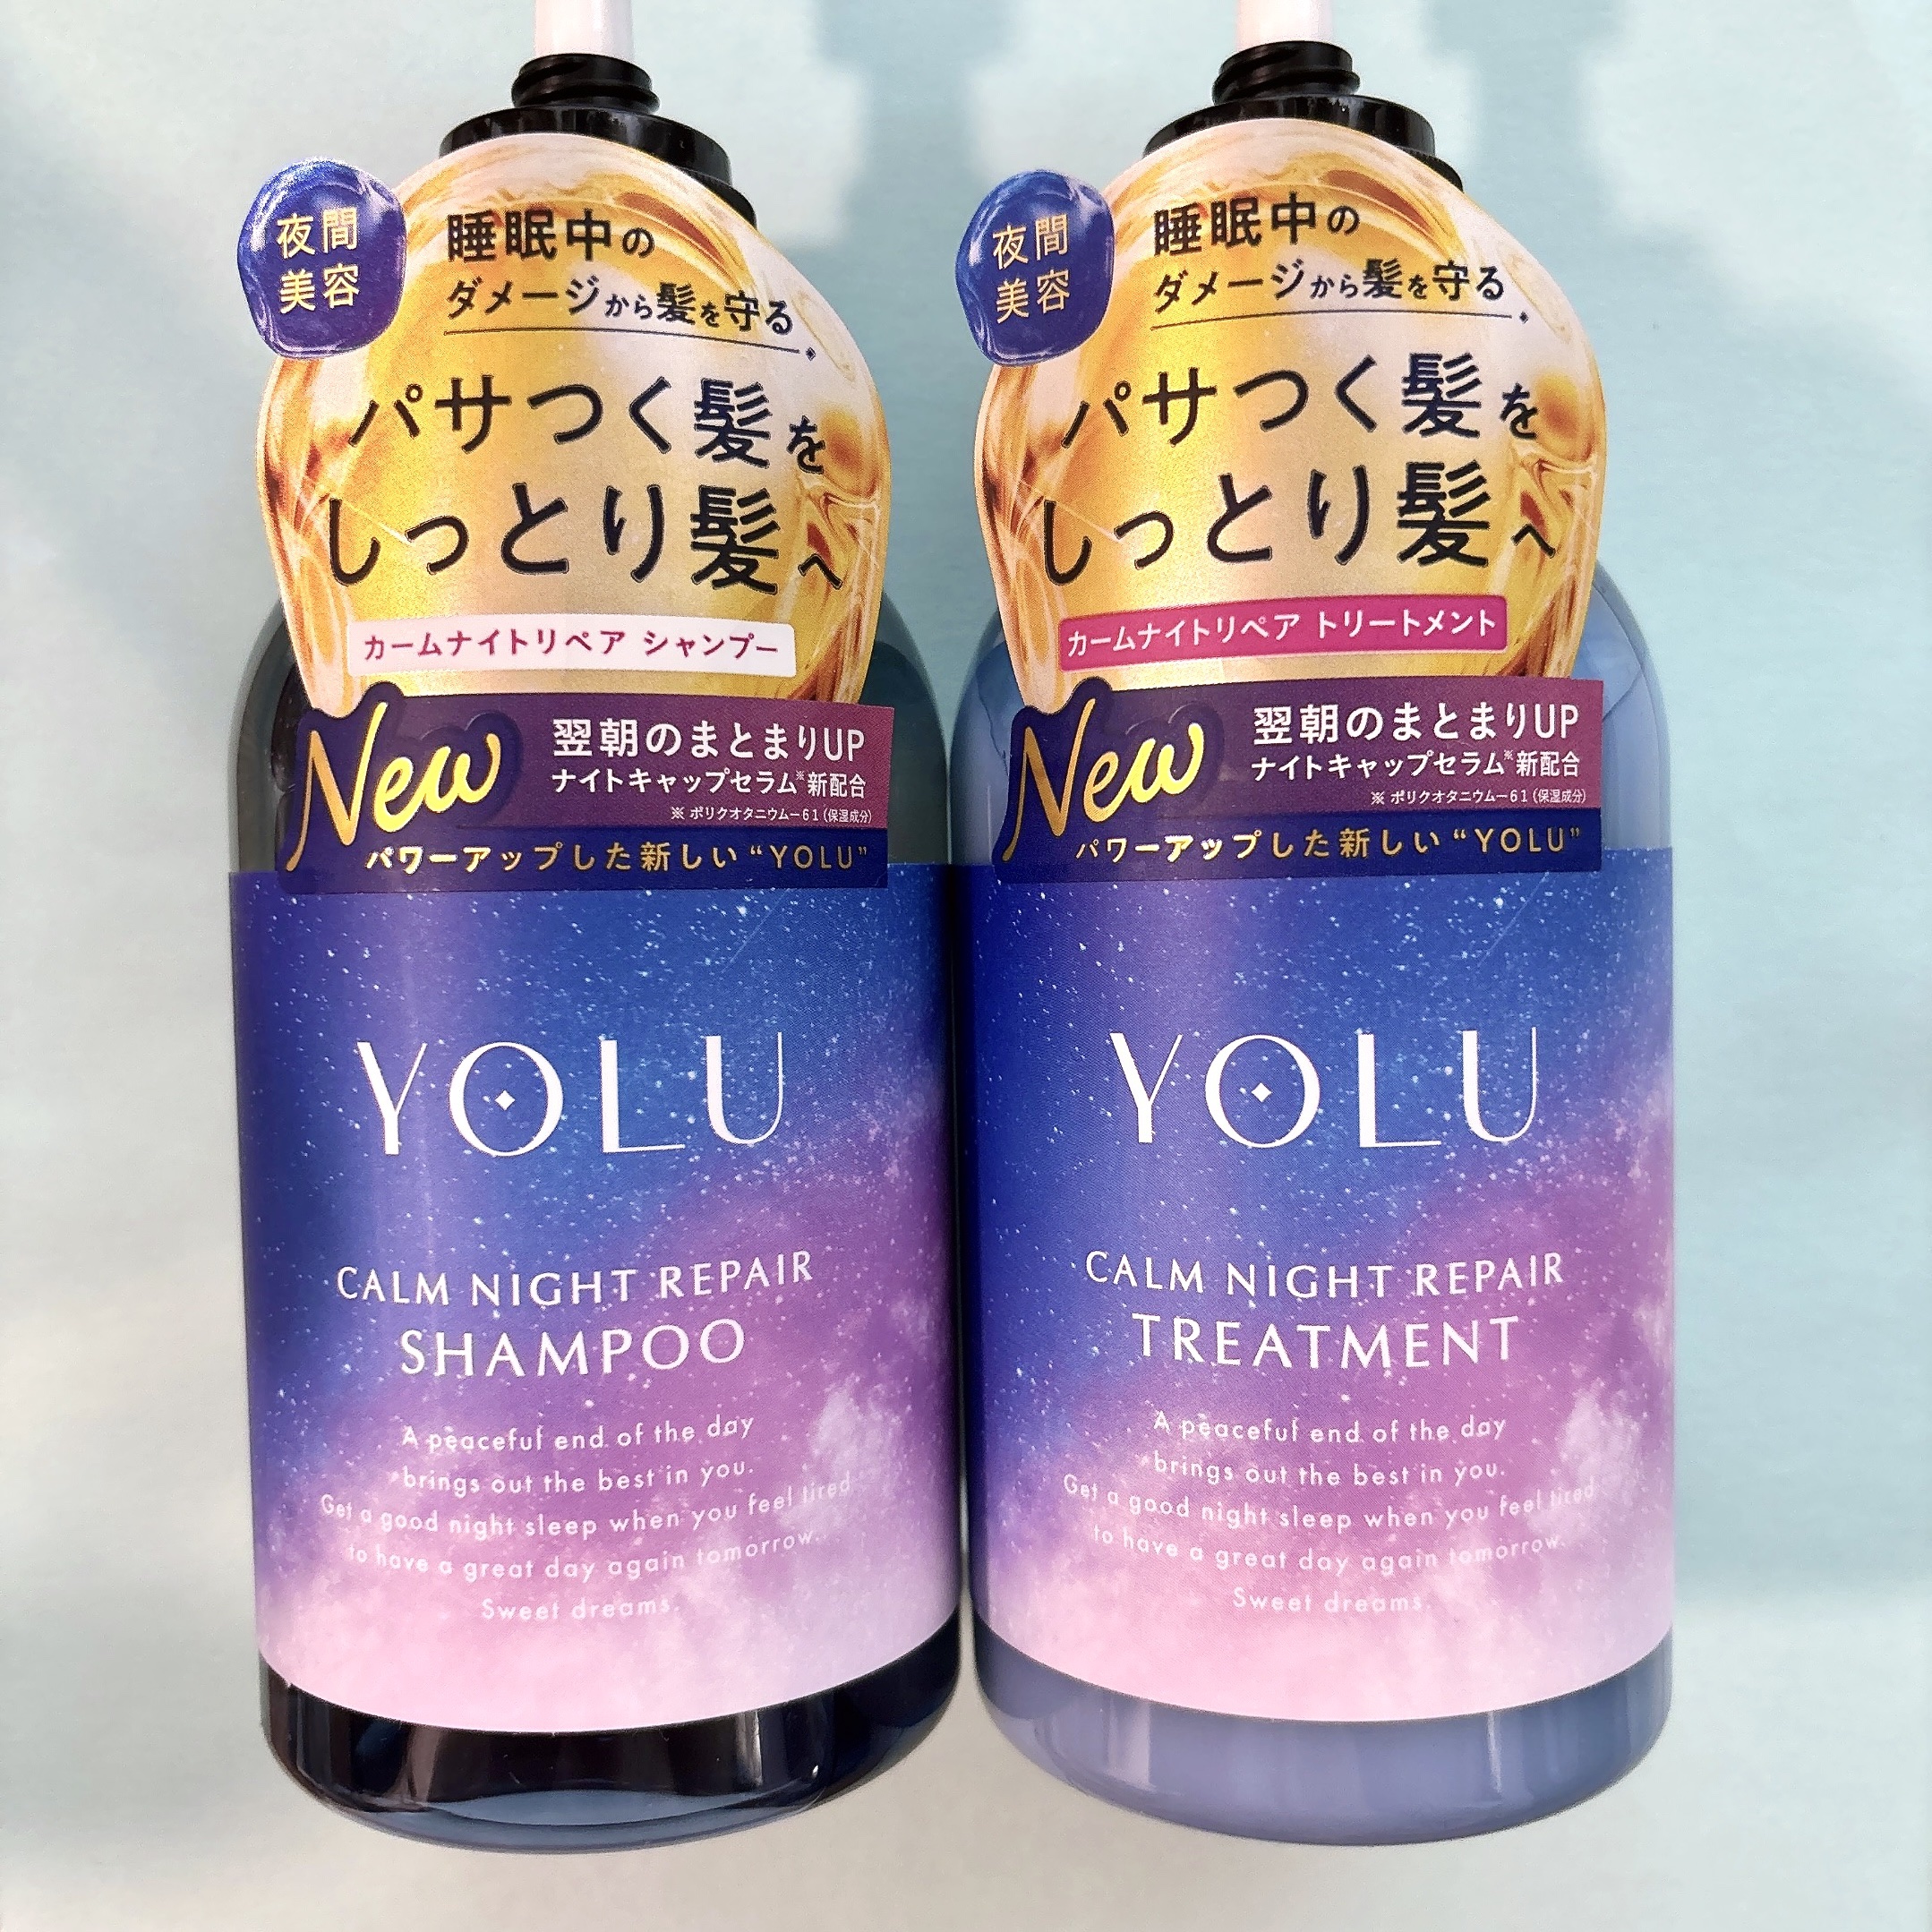 夜間
美容
睡眠中の
ダメージから髪を守る
パサつく髪を
しっとり髪へ
カームナイトリペア シャンプー
New
翌朝のまとまりUP
ナイトキャップセラム※新配合
※ ポリクオタニウムー61(保湿成分)
パワーアップした新しい“YOLU”
YOLU
CALM NIGHT REPAIR
SHAMPOO
A peaceful end of the day
brings out the best in you.
Get a good night sleep when you feel tired
to have a great day again tomorrow.
Sweet dreams.
夜間
美容
睡眠中の
ダメージから髪を守る
パサつく髪を
しっとり髪へ
カームナイトリペア トリートメント
New
翌朝のまとまりUP
ナイトキャップセラム※新配合
※ ポリクオタニウムー61(保湿成分)
パワーアップした新しい“YOLU”
YOLU
CALM NIGHT REPAIR
TREATMENT
A peaceful end of the day
brings out the best in you.
Get a good night sleep when you feel tired
to have a great day again tomorrow.
Sweet dreams.